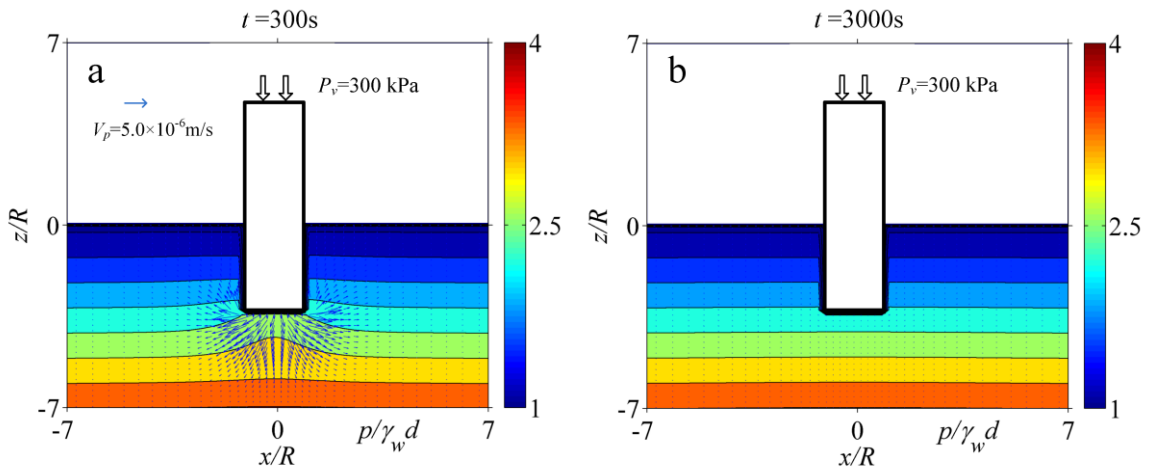 t =300s
7
a
P_v=300 kPa
V_p=5.0×10⁻⁶m/s
z/R
0
-7
-7
0
7
x/R
p/γ_w d
4
2.5
1
t =3000s
7
b
P_v=300 kPa
z/R
0
-7
-7
0
7
x/R
p/γ_w d
4
2.5
1